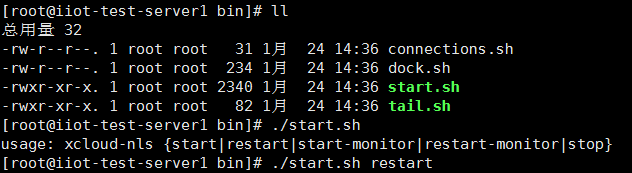 [root@iiot-test-server1 bin]# ll
总用量 32
-rw-r--r--. 1 root root   31 1月  24 14:36 connections.sh
-rw-r--r--. 1 root root  234 1月  24 14:36 dock.sh
-rwxr-xr-x. 1 root root 2340 1月  24 14:36 start.sh
-rwxr-xr-x. 1 root root   82 1月  24 14:36 tail.sh
[root@iiot-test-server1 bin]# ./start.sh
usage: xcloud-nls {start|restart|start-monitor|restart-monitor|stop}
[root@iiot-test-server1 bin]# ./start.sh restart